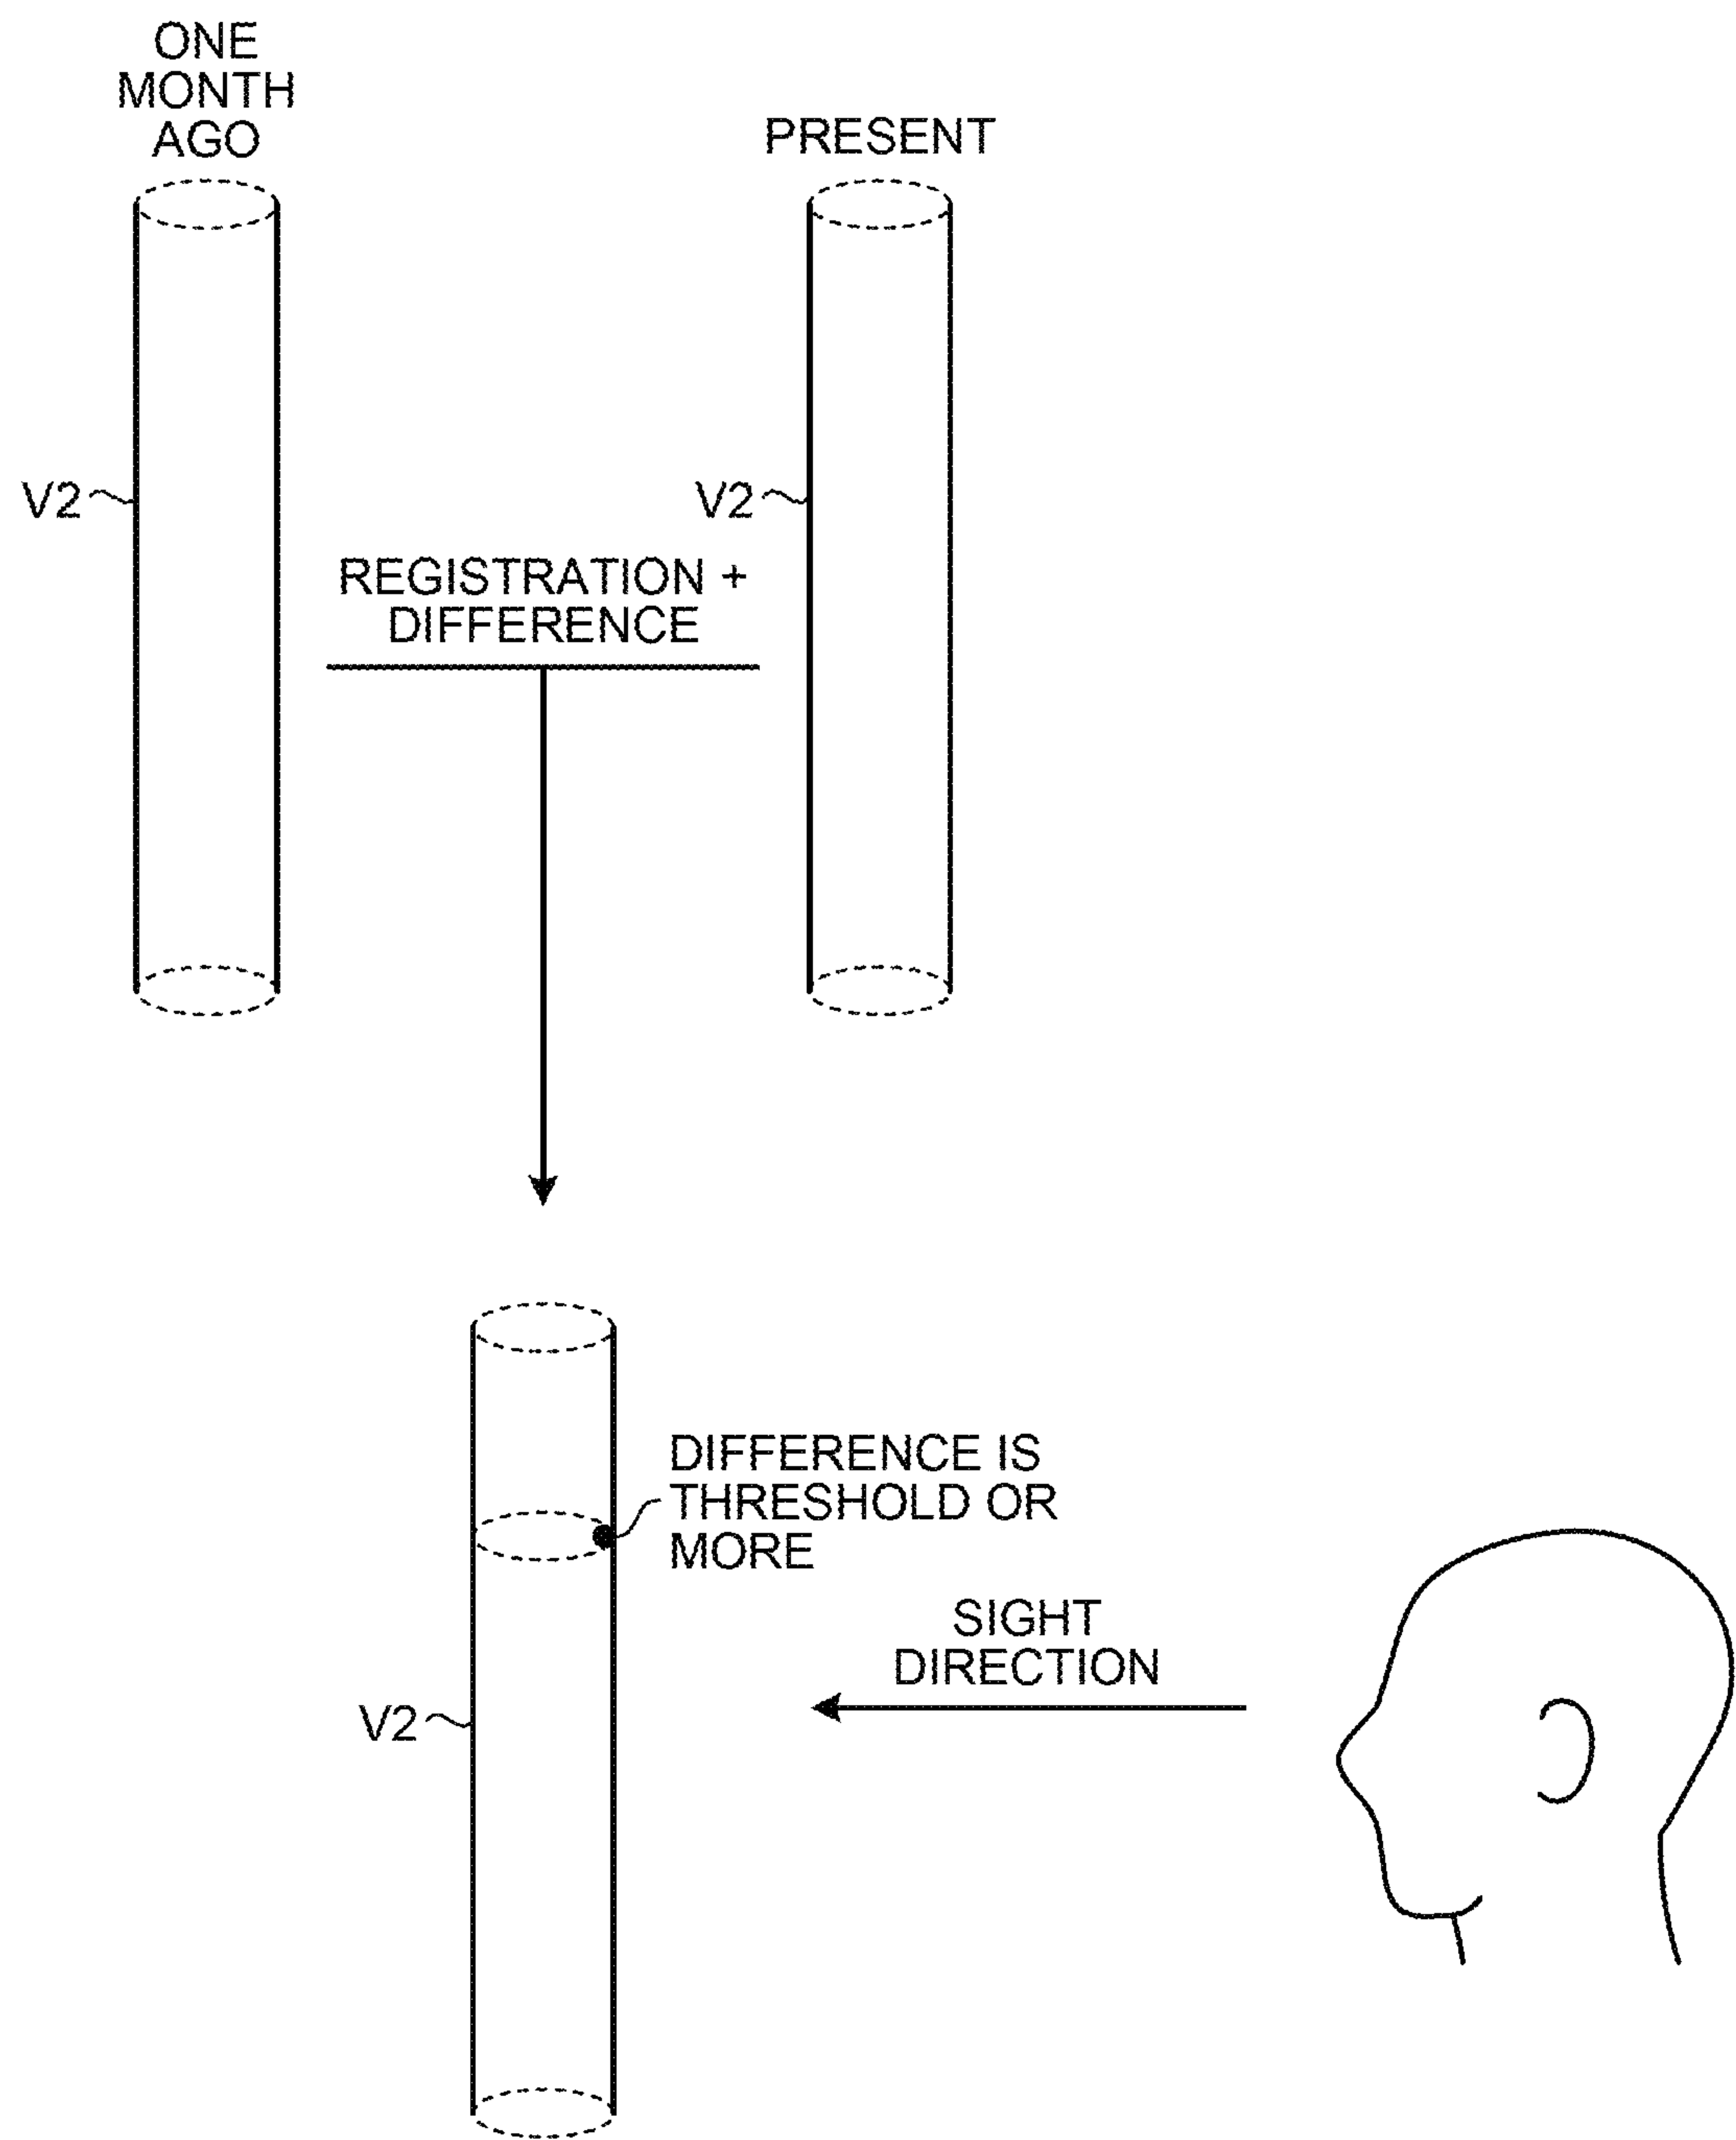 ONE
MONTH
AGO
PRESENT
V2
V2
REGISTRATION +
DIFFERENCE
DIFFERENCE IS
THRESHOLD OR
MORE
SIGHT
DIRECTION
V2